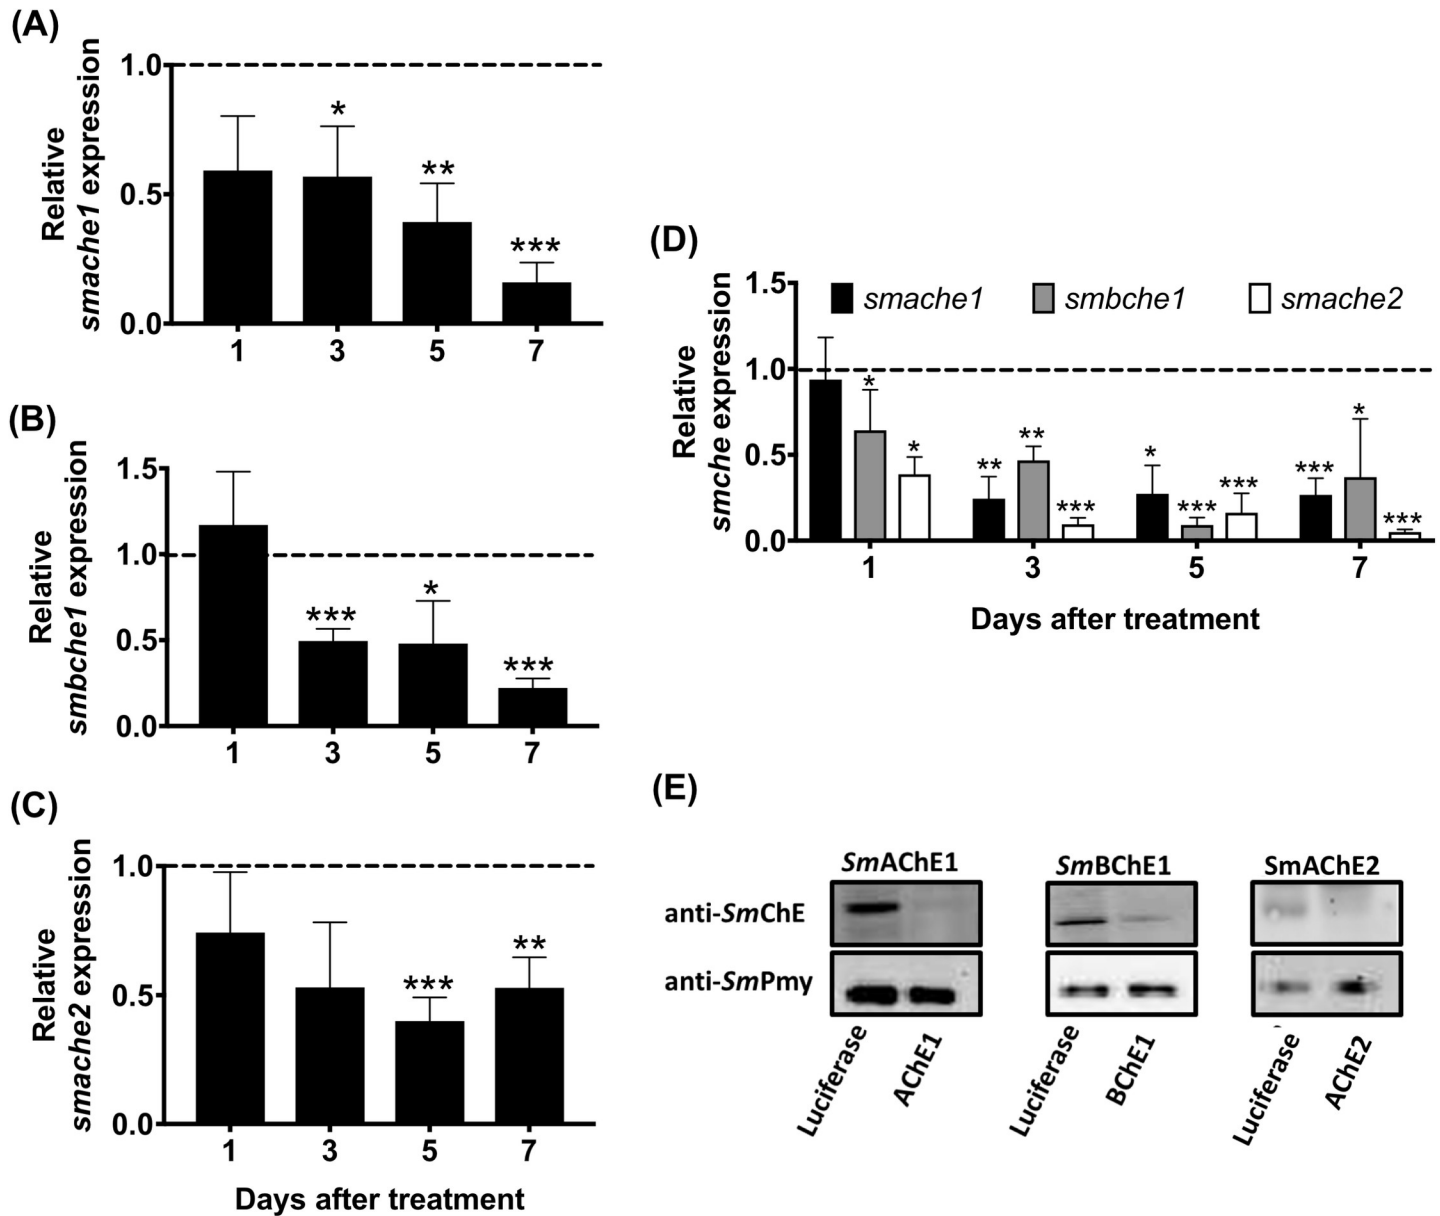 (A)
Relative
smache1 expression
1.0
0.5
0.0
*
**
***
1 3 5 7
(B)
Relative
smbche1 expression
1.5
1.0
0.5
0.0
***
*
***
1 3 5 7
(C)
Relative
smache2 expression
1.0
0.5
0.0
***
**
1 3 5 7
Days after treatment
(D)
Relative
smche expression
1.5
1.0
0.5
0.0
smache1 smbche1 smache2
* *
** ** ***
* *** ***
*** * ***
1 3 5 7
Days after treatment
(E)
SmAChE1 SmBChE1 SmAChE2
anti-SmChE
anti-SmPmy
Luciferase AChE1 Luciferase BChE1 Luciferase AChE2